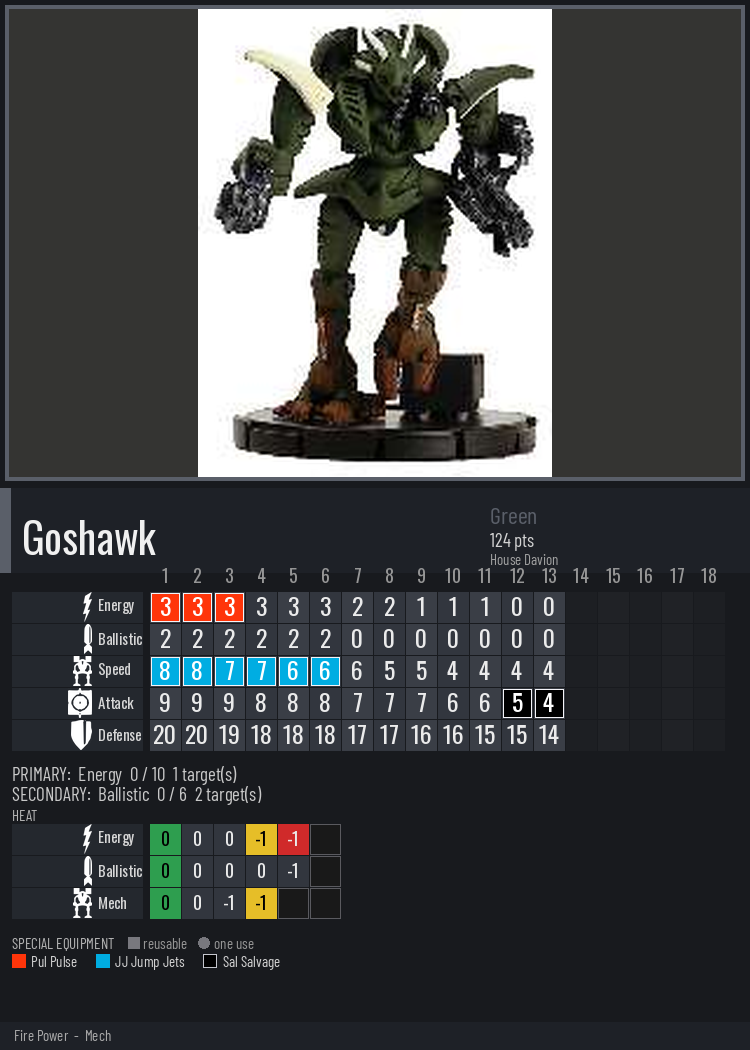 Goshawk
Green
124 pts
House Davion
1 2 3 4 5 6 7 8 9 10 11 12 13 14 15 16 17 18
Energy 3 3 3 3 3 3 2 2 1 1 1 0 0
Ballistic 2 2 2 2 2 2 0 0 0 0 0 0 0
Speed 8 8 7 7 6 6 6 5 5 4 4 4 4
Attack 9 9 9 8 8 8 7 7 7 6 6 5 4
Defense 20 20 19 18 18 18 17 17 16 16 15 15 14
PRIMARY: Energy 0 / 10 1 target(s)
SECONDARY: Ballistic 0 / 6 2 target(s)
HEAT
Energy 0 0 0 -1 -1
Ballistic 0 0 0 0 -1
Mech 0 0 -1 -1
SPECIAL EQUIPMENT reusable one use
Pul Pulse JJ Jump Jets Sal Salvage
Fire Power - Mech